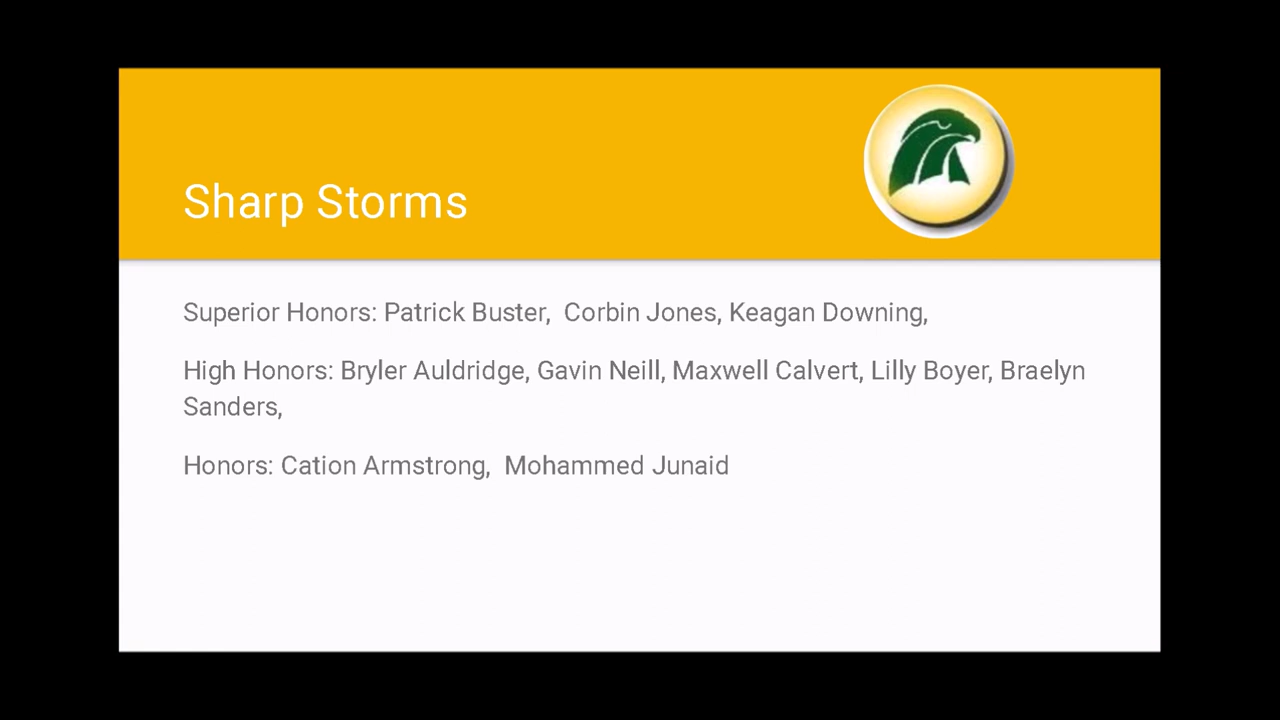 Sharp Storms
Superior Honors: Patrick Buster,  Corbin Jones, Keagan Downing,
High Honors: Bryler Auldridge, Gavin Neill, Maxwell Calvert, Lilly Boyer, Braelyn
Sanders,
Honors: Cation Armstrong,  Mohammed Junaid